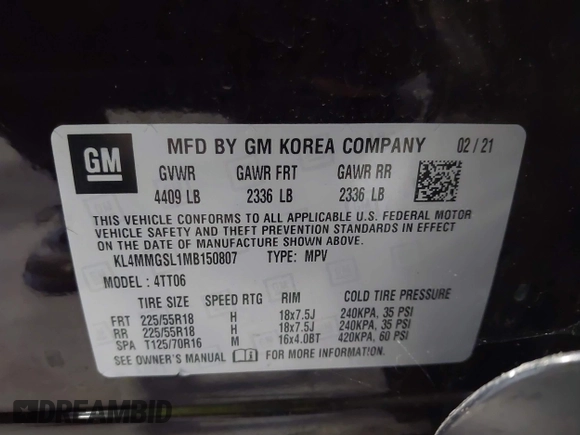 GM
MFD BY GM KOREA COMPANY 02 / 21
GVWR GAWR FRT GAWR RR
4409 LB 2336 LB 2336 LB
THIS VEHICLE CONFORMS TO ALL APPLICABLE U.S. FEDERAL MOTOR
VEHICLE SAFETY, BUMPER, AND THEFT PREVENTION STANDARDS IN
EFFECT ON THE DATE OF MANUFACTURE SHOWN ABOVE.
KL4MMGSL1MB150807 TYPE: MPV
MODEL : 4TT06
TIRE SIZE SPEED RTG RIM COLD TIRE PRESSURE
FRT 225/55R18 H 18x7.5J 240KPA, 35 PSI
RR 225/55R18 H 18x7.5J 240KPA, 35 PSI
SPA T125/70R16 M 16x4.0BT 420KPA, 60 PSI
SEE OWNER'S MANUAL FOR MORE INFORMATION
DREAMBID